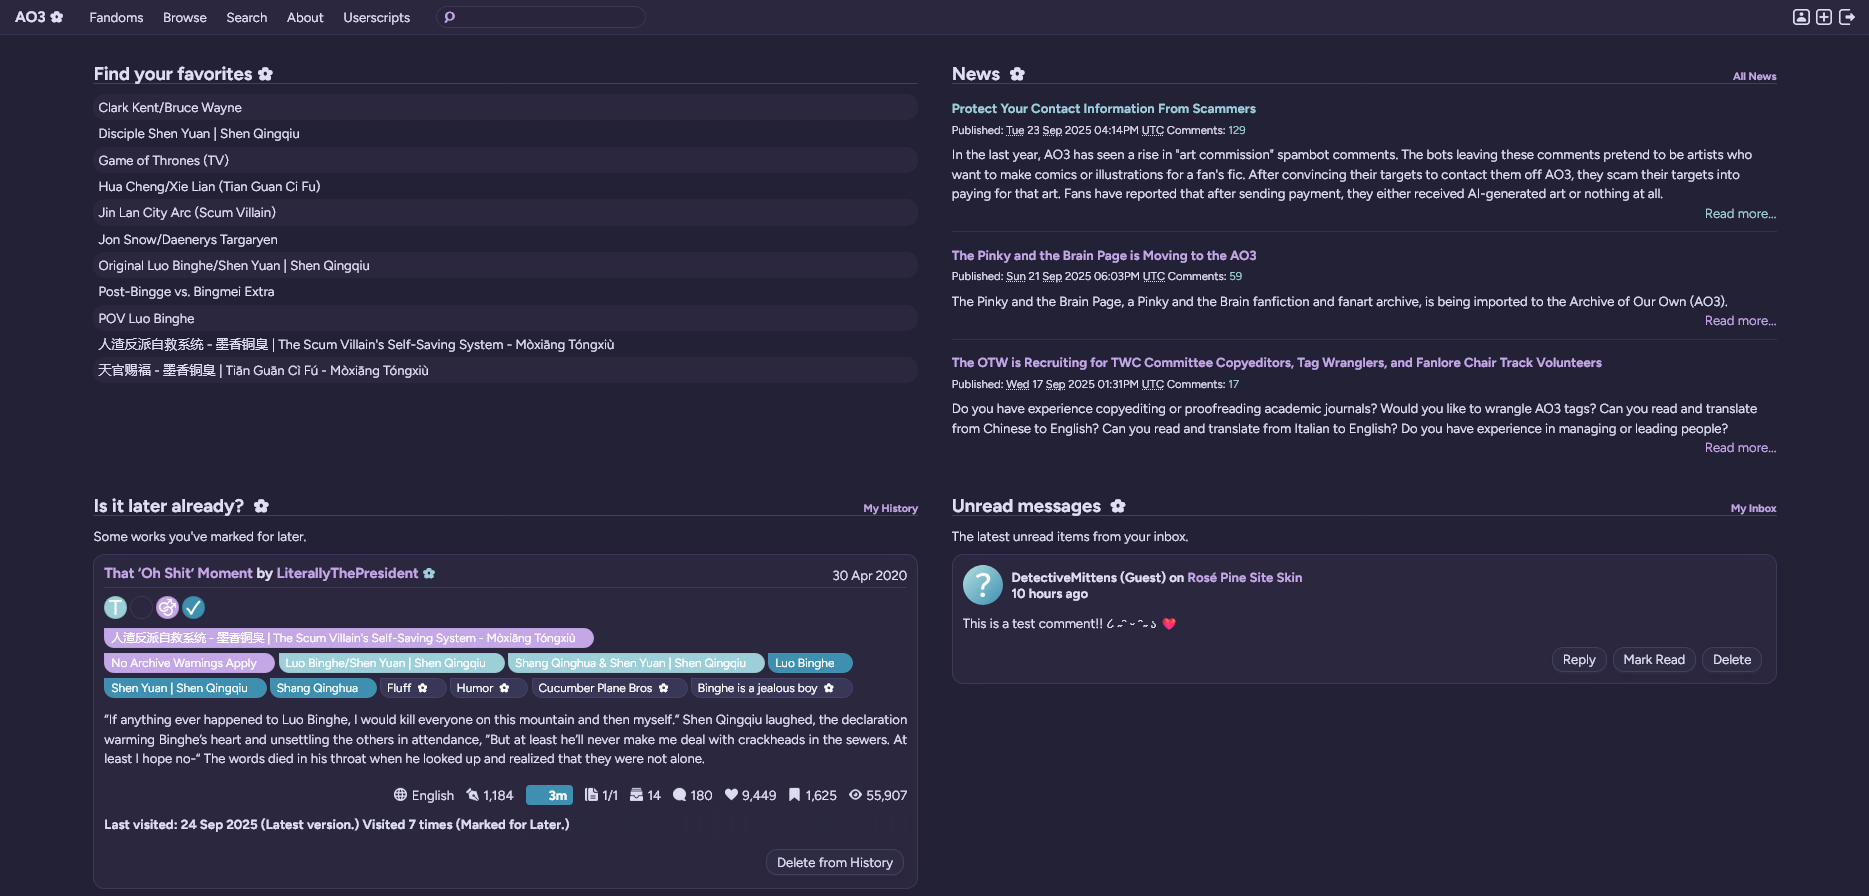 AO3
Fandoms Browse Search About Userscripts
Find your favorites
Clark Kent/Bruce Wayne
Disciple Shen Yuan | Shen Qingqiu
Game of Thrones (TV)
Hua Cheng/Xie Lian (Tian Guan Ci Fu)
Jin Lan City Arc (Scum Villain)
Jon Snow/Daenerys Targaryen
Original Luo Binghe/Shen Yuan | Shen Qingqiu
Post-Bingge vs. Bingmei Extra
POV Luo Binghe
人渣反派自救系统 - 墨香铜臭 | The Scum Villain's Self-Saving System - Mòxiāng Tóngxiù
天官赐福 - 墨香铜臭 | Tiān Guān Cì Fú - Mòxiāng Tóngxiù
News
All News
Protect Your Contact Information From Scammers
Published: Tue 23 Sep 2025 04:14PM UTC Comments: 129
In the last year, AO3 has seen a rise in "art commission" spambot comments. The bots leaving these comments pretend to be artists who
want to make comics or illustrations for a fan's fic. After convincing their targets to contact them off AO3, they scam their targets into
paying for that art. Fans have reported that after sending payment, they either received AI-generated art or nothing at all.
Read more...
The Pinky and the Brain Page is Moving to the AO3
Published: Sun 21 Sep 2025 06:03PM UTC Comments: 59
The Pinky and the Brain Page, a Pinky and the Brain fanfiction and fanart archive, is being imported to the Archive of Our Own (AO3).
Read more...
The OTW is Recruiting for TWC Committee Copyeditors, Tag Wranglers, and Fanlore Chair Track Volunteers
Published: Wed 17 Sep 2025 01:31PM UTC Comments: 17
Do you have experience copyediting or proofreading academic journals? Would you like to wrangle AO3 tags? Can you read and translate
from Chinese to English? Can you read and translate from Italian to English? Do you have experience in managing or leading people?
Read more...
Is it later already?
My History
Some works you've marked for later.
That 'Oh Shit' Moment by LiterallyThePresident
30 Apr 2020
T
人渣反派自救系统 - 墨香铜臭 | The Scum Villain's Self-Saving System - Mòxiāng Tóngxiù
No Archive Warnings Apply Luo Binghe/Shen Yuan | Shen Qingqiu Shang Qinghua & Shen Yuan | Shen Qingqiu Luo Binghe
Shen Yuan | Shen Qingqiu Shang Qinghua Fluff Humor Cucumber Plane Bros Binghe is a jealous boy
"If anything ever happened to Luo Binghe, I would kill everyone on this mountain and then myself." Shen Qingqiu laughed, the declaration
warming Binghe's heart and unsettling the others in attendance, "But at least he'll never make me deal with crackheads in the sewers. At
least I hope no-" The words died in his throat when he looked up and realized that they were not alone.
English 1,184 3m 1/1 14 180 9,449 1,625 55,907
Last visited: 24 Sep 2025 (Latest version.) Visited 7 times (Marked for Later.)
Delete from History
Unread messages
My Inbox
The latest unread items from your inbox.
?
DetectiveMittens (Guest) on Rosé Pine Site Skin
10 hours ago
This is a test comment!!
Reply Mark Read Delete